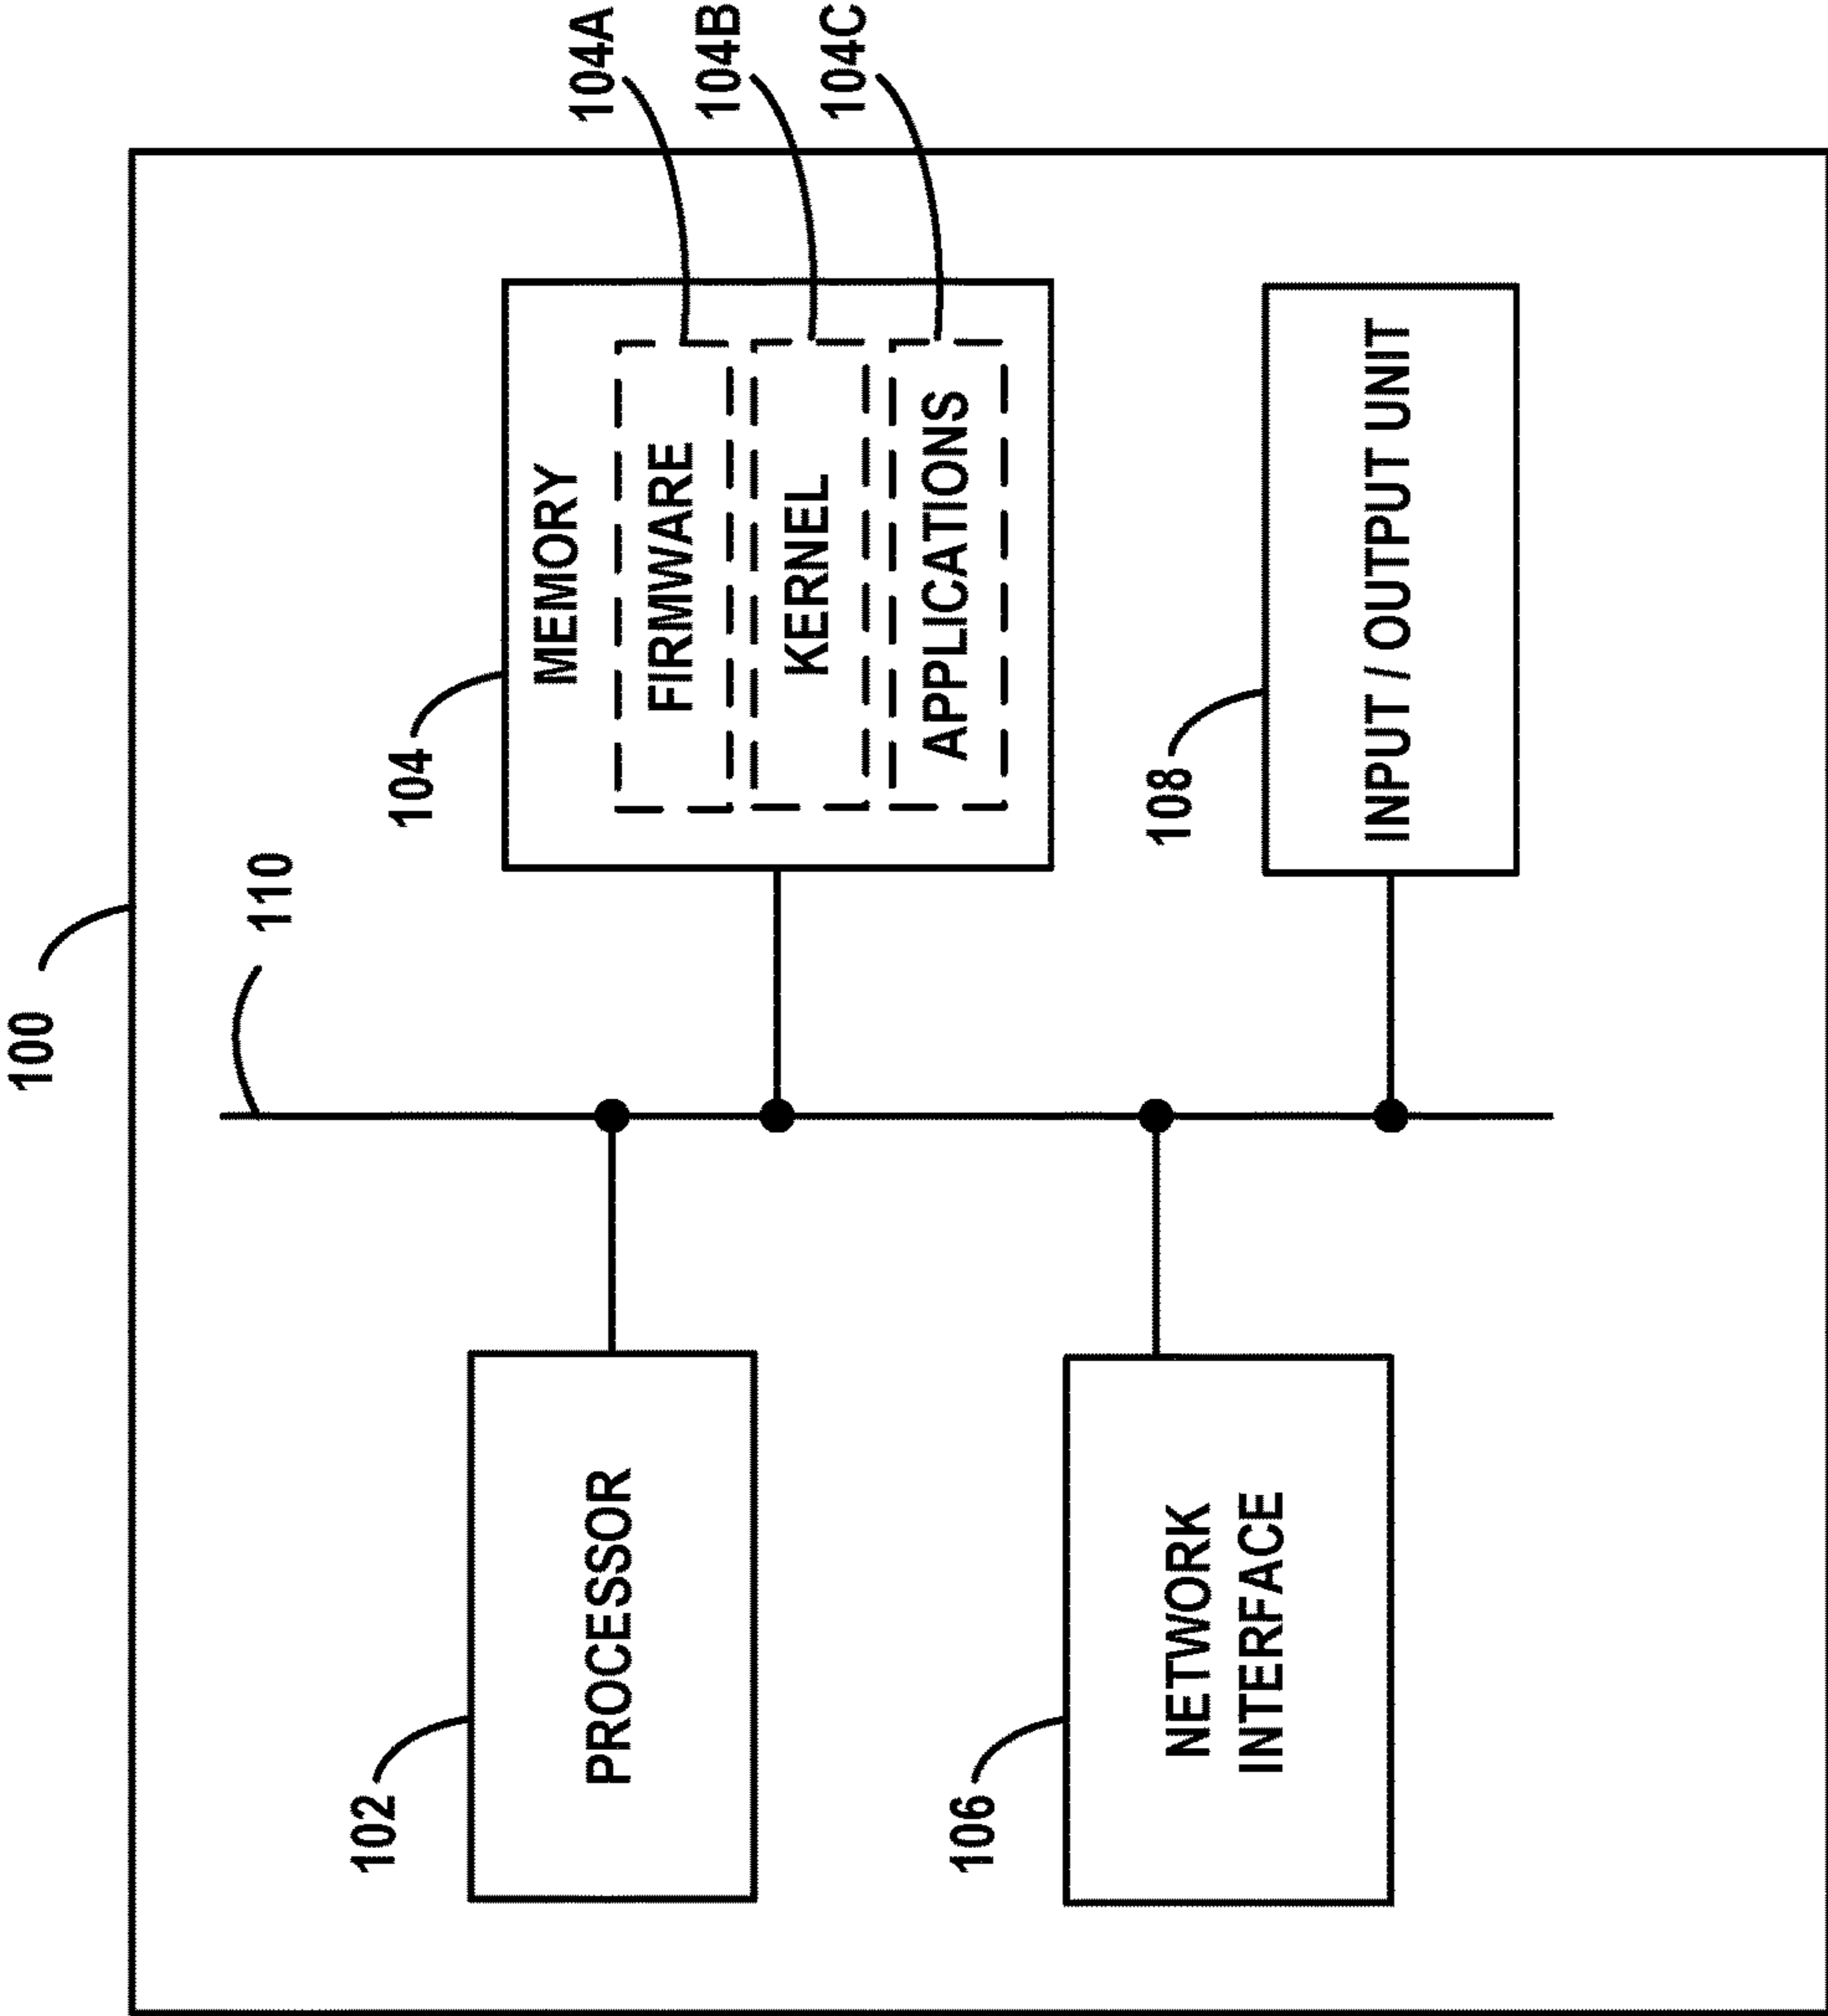 100
110
102
PROCESSOR
104
MEMORY
FIRMWARE
104A
KERNEL
104B
APPLICATIONS
104C
106
NETWORK
INTERFACE
108
INPUT / OUTPUT UNIT